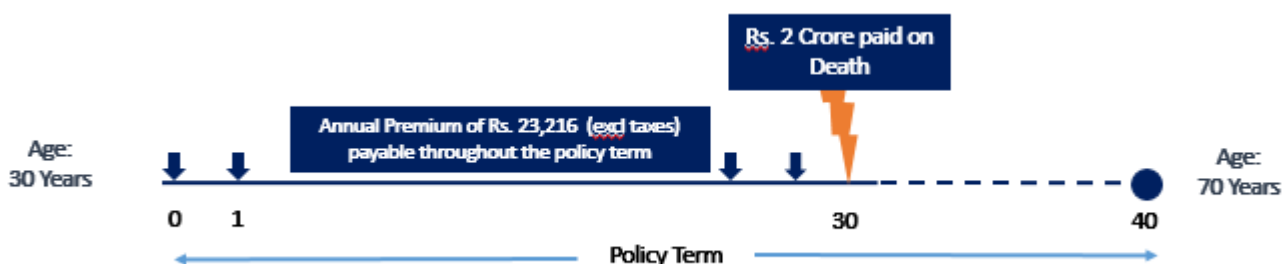 Rs. 2 Crore paid on
Death
Annual Premium of Rs. 23,216 (excl taxes)
payable throughout the policy term
Age:
30 Years
Age:
70 Years
0
1
30
40
Policy Term